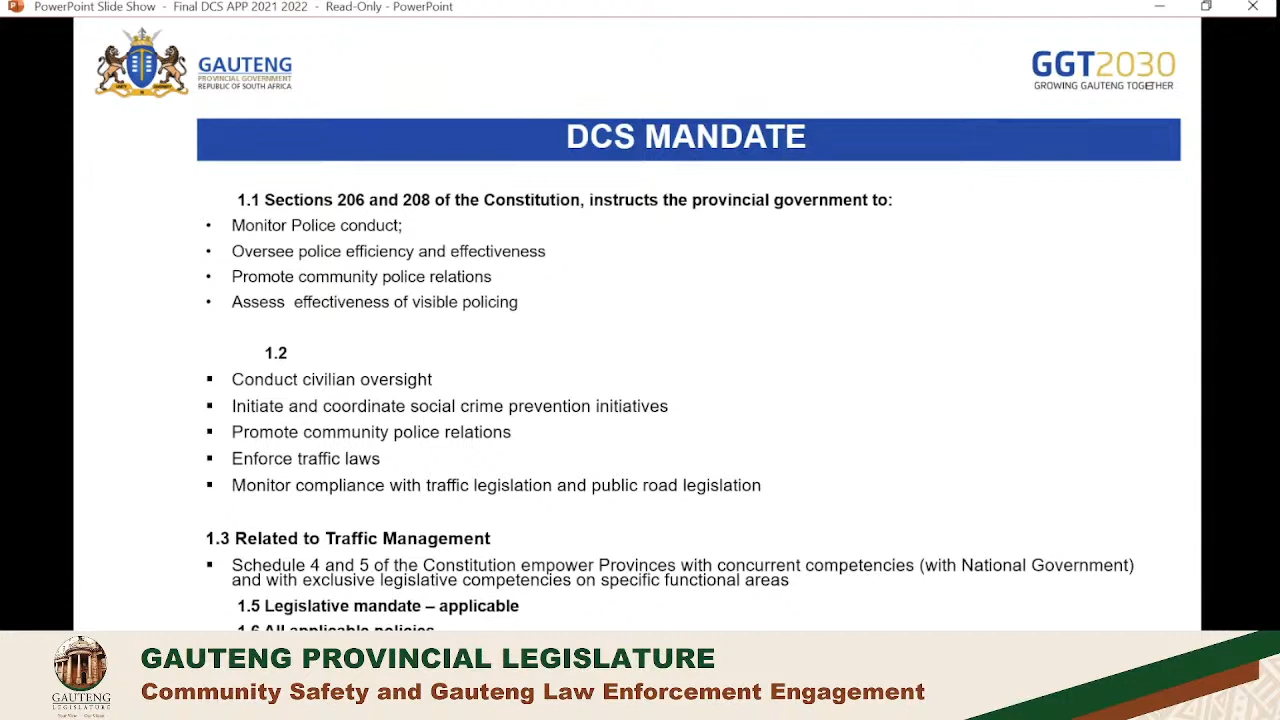 PowerPoint Slide Show - Final DCS APP 2021 2022 - Read-Only - PowerPoint
GAUTENG
PROVINCIAL GOVERNMENT
REPUBLIC OF SOUTH AFRICA
GGT2030
GROWING GAUTENG TOGETHER
DCS MANDATE
1.1 Sections 206 and 208 of the Constitution, instructs the provincial government to:
• Monitor Police conduct;
• Oversee police efficiency and effectiveness
• Promote community police relations
• Assess effectiveness of visible policing
1.2
▪ Conduct civilian oversight
▪ Initiate and coordinate social crime prevention initiatives
▪ Promote community police relations
▪ Enforce traffic laws
▪ Monitor compliance with traffic legislation and public road legislation
1.3 Related to Traffic Management
▪ Schedule 4 and 5 of the Constitution empower Provinces with concurrent competencies (with National Government)
and with exclusive legislative competencies on specific functional areas
1.5 Legislative mandate – applicable
1.6 All applicable policies
GAUTENG PROVINCIAL LEGISLATURE
Community Safety and Gauteng Law Enforcement Engagement
GAUTENG
LEGISLATURE